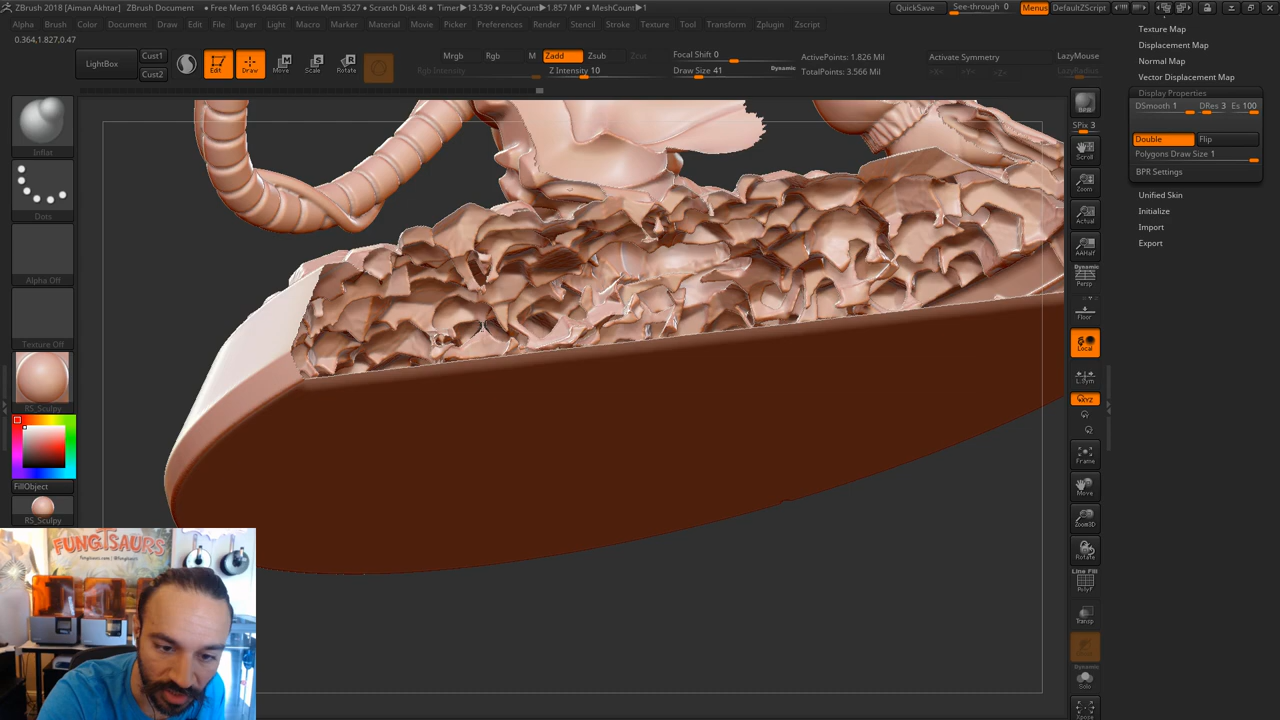 ZBrush 2018 [Aiman Akhtar]   ZBrush Document   • Free Mem 16.948GB • Active Mem 3527 • Scratch Disk 48 •  Timer▶13.539 • PolyCount▶1.857 MP  • MeshCount▶1
QuickSave
See-through 0
Menus
DefaultZScript
Alpha Brush Color Document Draw Edit File Layer Light Macro Marker Material Movie Picker Preferences Render Stencil Stroke Texture Tool Transform Zplugin Zscript
0.364,1.827,0.47
LightBox
Cust1
Cust2
Edit
Draw
Move
Scale
Rotate
Mrgb
Rgb
M
Rgb Intensity
Zadd
Zsub
Zcut
Z Intensity 10
Focal Shift 0
Draw Size 41
Dynamic
ActivePoints: 1.826 Mil
TotalPoints: 3.566 Mil
Activate Symmetry
>X<
>Y<
>Z<
LazyMouse
LazyRadius
Inflat
Dots
Alpha Off
Texture Off
RS_Sculpy
FillObject
RS_Sculpy
BPR
SPix 3
Scroll
Zoom
Actual
AAHalf
Dynamic
Persp
Floor
Local
L.Sym
XYZ
Frame
Move
Zoom3D
Rotate
Line Fill
PolyF
Transp
Dynamic
Solo
Xpose
Texture Map
Displacement Map
Normal Map
Vector Displacement Map
Display Properties
DSmooth 1
DRes 3
Es 100
Double
Flip
Polygons Draw Size 1
BPR Settings
Unified Skin
Initialize
Import
Export
FUNGISAURS
fungisaurs.com | @fungisaurs